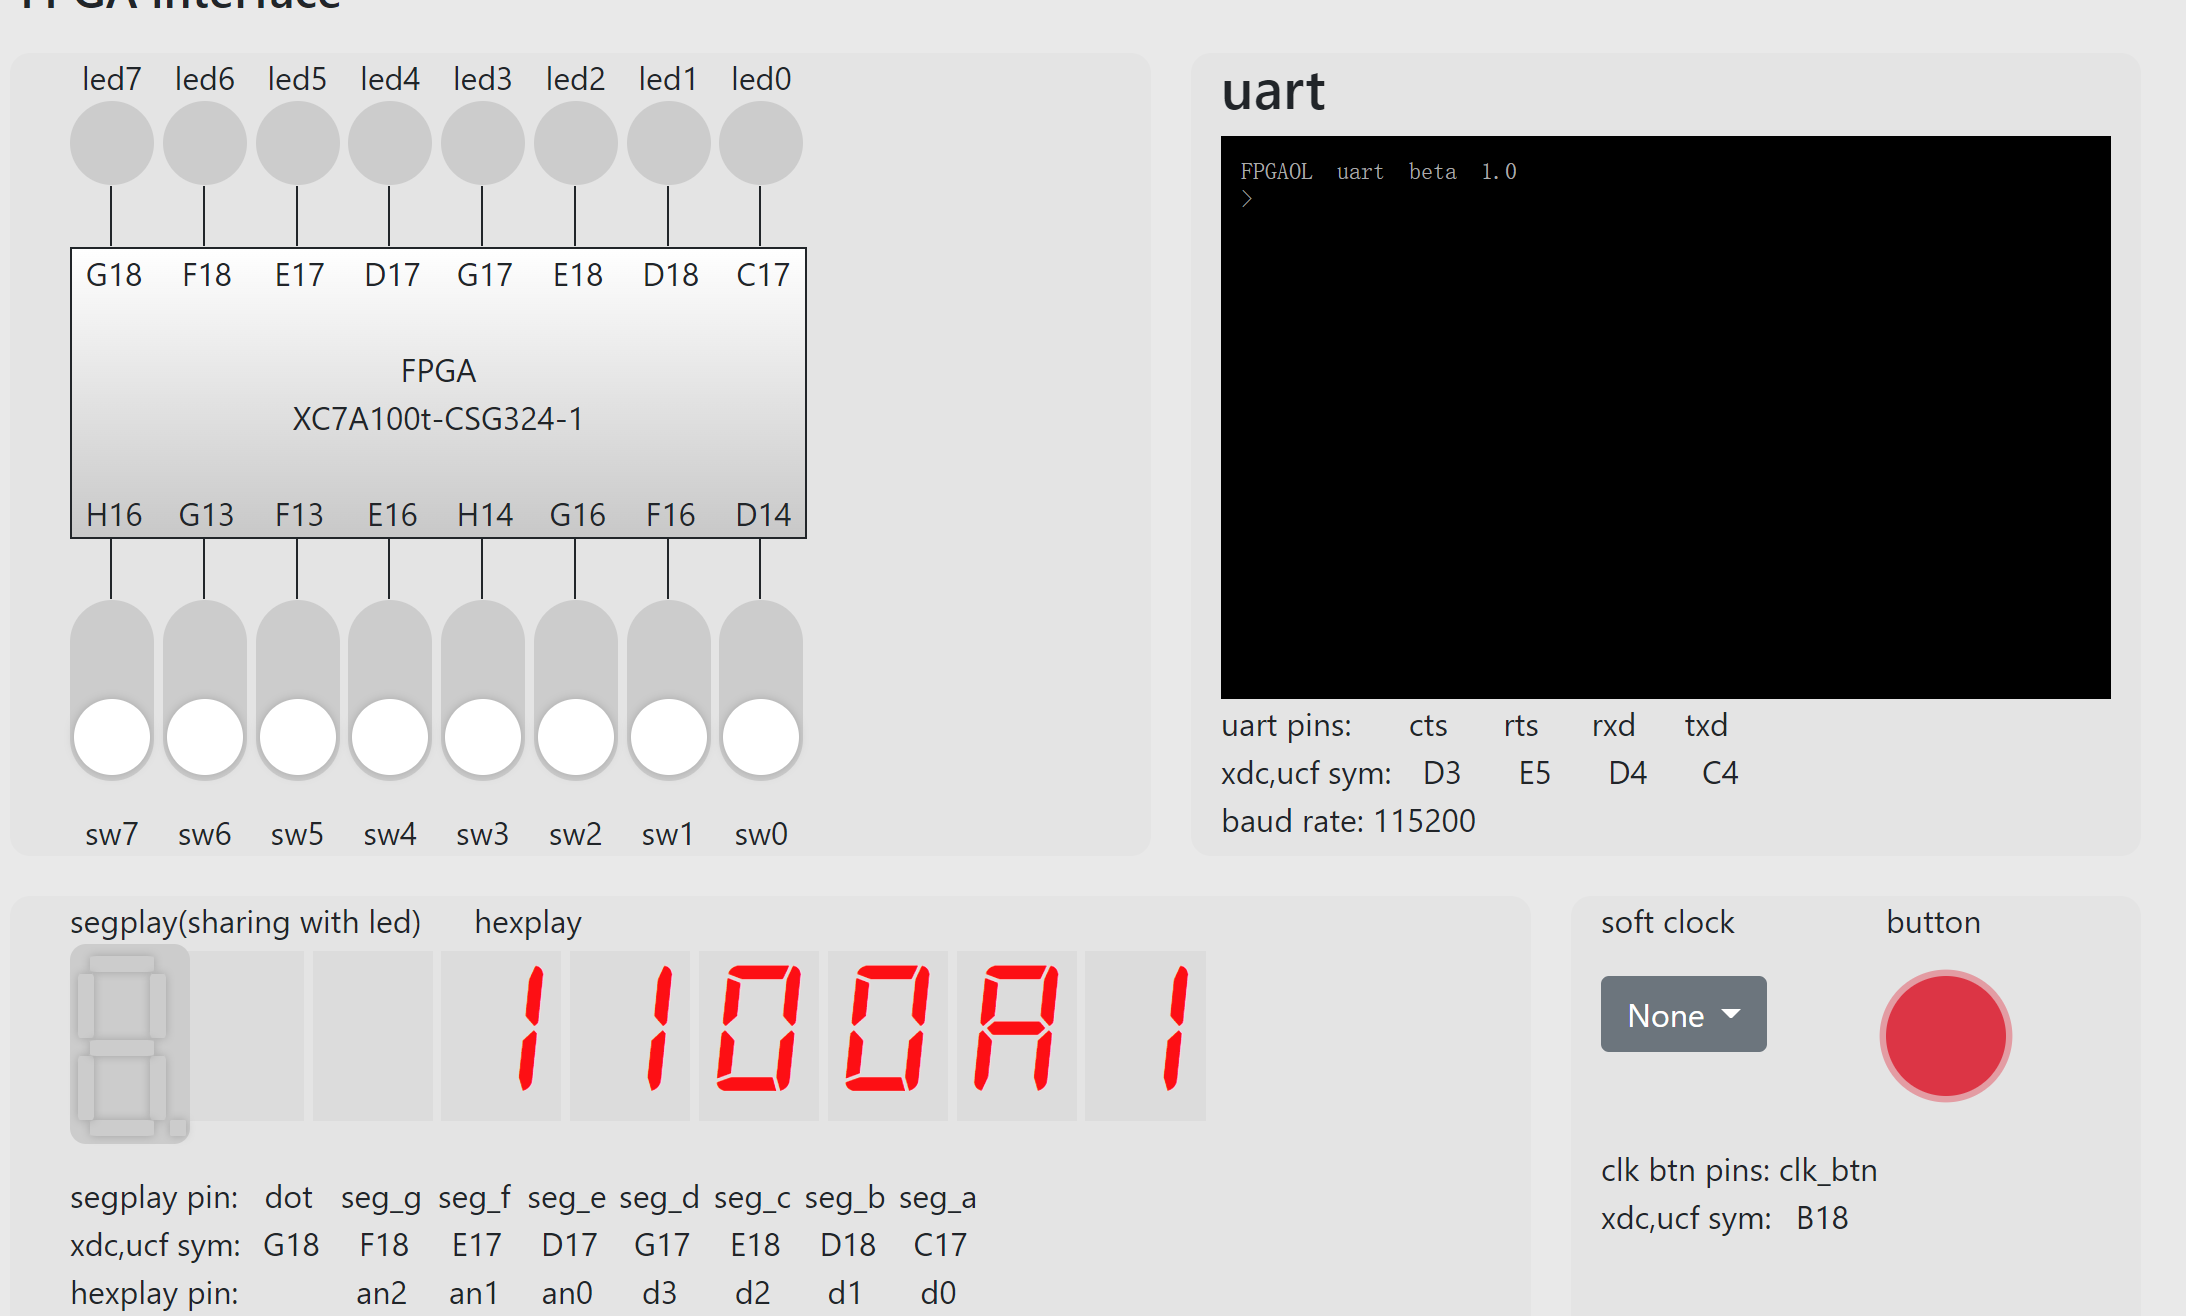 FPGA Interface
led7 led6 led5 led4 led3 led2 led1 led0
G18 F18 E17 D17 G17 E18 D18 C17
FPGA
XC7A100t-CSG324-1
H16 G13 F13 E16 H14 G16 F16 D14
sw7 sw6 sw5 sw4 sw3 sw2 sw1 sw0
uart
FPGAOL uart beta 1.0
>
uart pins: cts rts rxd txd
xdc,ucf sym: D3 E5 D4 C4
baud rate: 115200
segplay(sharing with led) hexplay
1100A1
segplay pin: dot seg_g seg_f seg_e seg_d seg_c seg_b seg_a
xdc,ucf sym: G18 F18 E17 D17 G17 E18 D18 C17
hexplay pin: an2 an1 an0 d3 d2 d1 d0
soft clock button
None
clk btn pins: clk_btn
xdc,ucf sym: B18